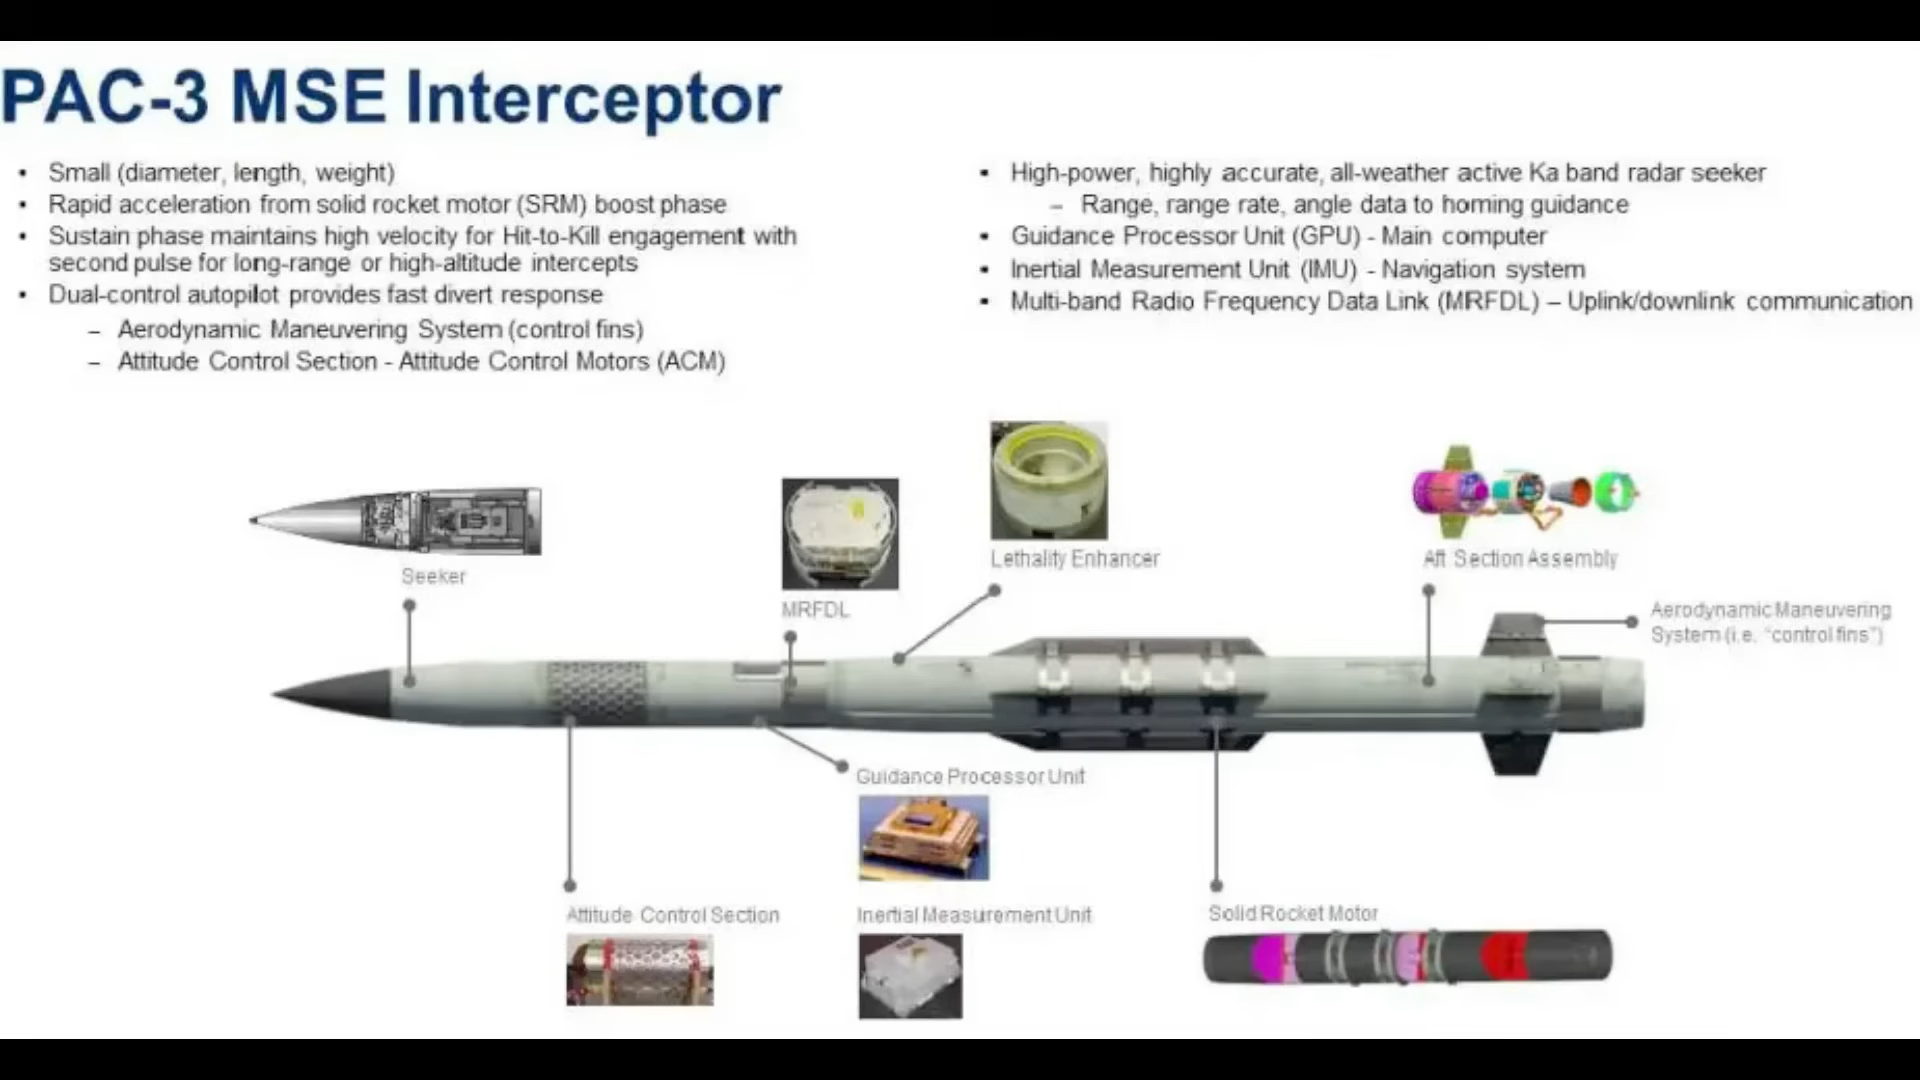 PAC-3 MSE Interceptor
• Small (diameter, length, weight)
• Rapid acceleration from solid rocket motor (SRM) boost phase
• Sustain phase maintains high velocity for Hit-to-Kill engagement with
second pulse for long-range or high-altitude intercepts
• Dual-control autopilot provides fast divert response
– Aerodynamic Maneuvering System (control fins)
– Attitude Control Section - Attitude Control Motors (ACM)
▪ High-power, highly accurate, all-weather active Ka band radar seeker
– Range, range rate, angle data to homing guidance
▪ Guidance Processor Unit (GPU) - Main computer
▪ Inertial Measurement Unit (IMU) - Navigation system
▪ Multi-band Radio Frequency Data Link (MRFDL) – Uplink/downlink communication
Seeker
MRFDL
Lethality Enhancer
Aft Section Assembly
Aerodynamic Maneuvering
System (i.e. "control fins")
Guidance Processor Unit
Attitude Control Section
Inertial Measurement Unit
Solid Rocket Motor